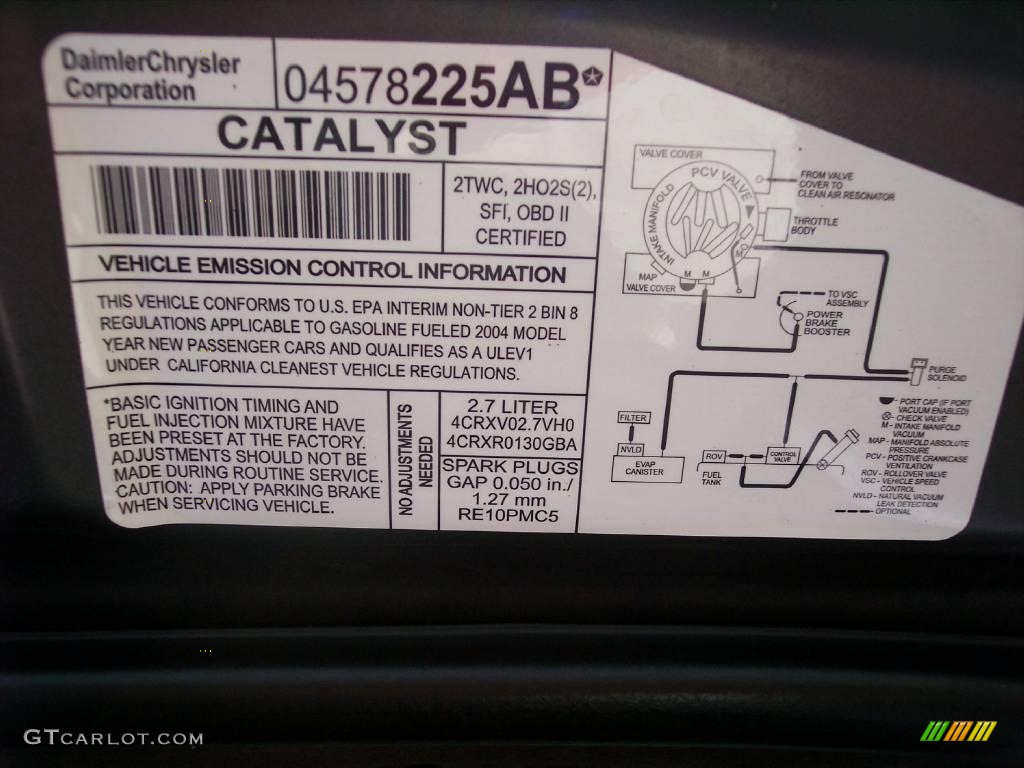 DaimlerChrysler
Corporation
04578225AB*
CATALYST
2TWC, 2HO2S(2),
SFI, OBD II
CERTIFIED
VEHICLE EMISSION CONTROL INFORMATION
THIS VEHICLE CONFORMS TO U.S. EPA INTERIM NON-TIER 2 BIN 8
REGULATIONS APPLICABLE TO GASOLINE FUELED 2004 MODEL
YEAR NEW PASSENGER CARS AND QUALIFIES AS A ULEV1
UNDER CALIFORNIA CLEANEST VEHICLE REGULATIONS.
*BASIC IGNITION TIMING AND
FUEL INJECTION MIXTURE HAVE
BEEN PRESET AT THE FACTORY.
ADJUSTMENTS SHOULD NOT BE
MADE DURING ROUTINE SERVICE.
CAUTION: APPLY PARKING BRAKE
WHEN SERVICING VEHICLE.
NO ADJUSTMENTS
NEEDED
2.7 LITER
4CRXV02.7VH0
4CRXR0130GBA
SPARK PLUGS
GAP 0.050 in./
1.27 mm
RE10PMC5
VALVE COVER
PCV VALVE
INTAKE MANIFOLD
FROM VALVE
COVER TO
CLEAN AIR RESONATOR
THROTTLE
BODY
M
MAP
M M
VALVE COVER
TO VSC
ASSEMBLY
POWER
BRAKE
BOOSTER
PURGE
SOLENOID
FILTER
NVLD
EVAP
CANISTER
ROV
FUEL
TANK
CONTROL
VALVE
- PORT CAP (IF PORT
VACUUM ENABLED)
- CHECK VALVE
M - INTAKE MANIFOLD
VACUUM
MAP - MANIFOLD ABSOLUTE
PRESSURE
PCV - POSITIVE CRANKCASE
VENTILATION
ROV - ROLLOVER VALVE
VSC - VEHICLE SPEED
CONTROL
NVLD - NATURAL VACUUM
LEAK DETECTION
- OPTIONAL
GTCARLOT.COM